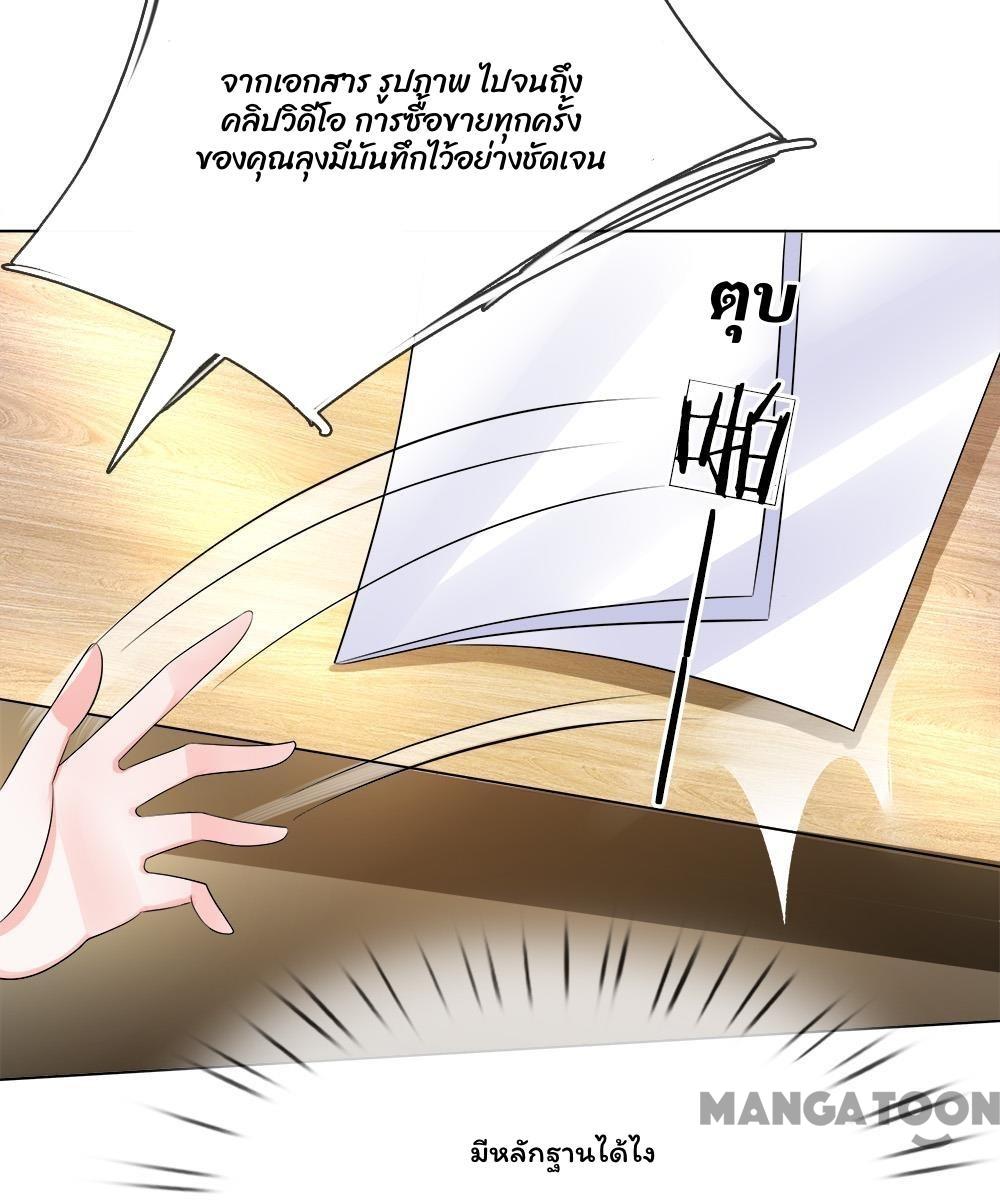 จากเอกสาร รูปภาพ ไปจนถึง
คลิปวิดีโอ การซื้อขายทุกครั้ง
ของคุณลุงมีบันทึกไว้อย่างชัดเจน
ตุบ
啪
MANGATOON
มีหลักฐานได้ไง